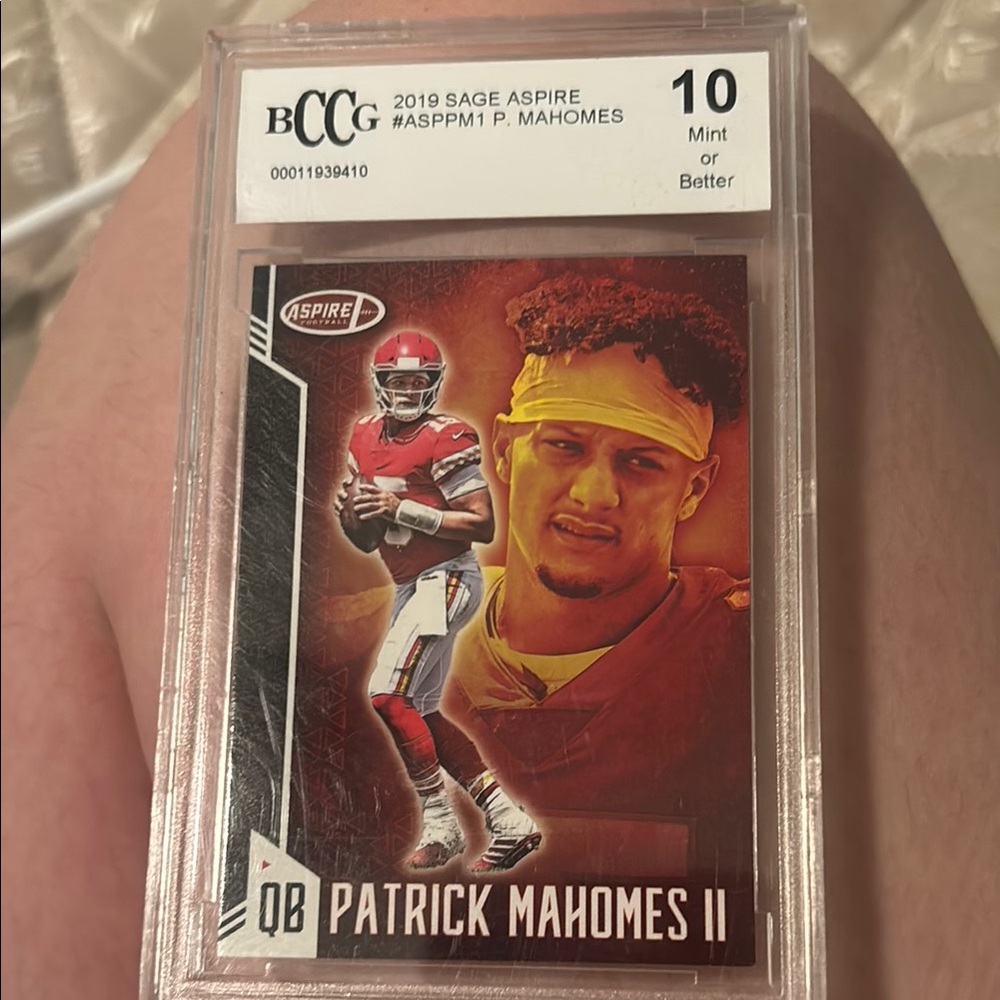 BCCG
2019 SAGE ASPIRE
#ASPPM1 P. MAHOMES
00011939410
10
Mint
or
Better
ASPIRE
FOOTBALL
QB PATRICK MAHOMES II